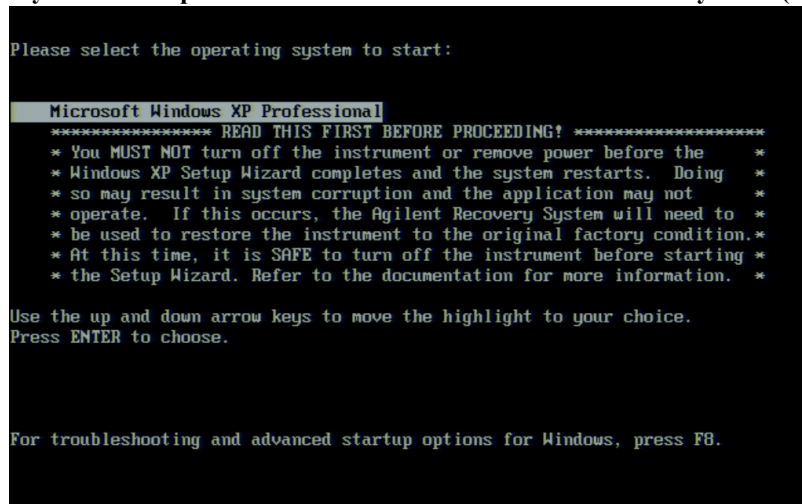 Please select the operating system to start:
Microsoft Windows XP Professional
**************** READ THIS FIRST BEFORE PROCEEDING! *******************
* You MUST NOT turn off the instrument or remove power before the *
* Windows XP Setup Wizard completes and the system restarts. Doing *
* so may result in system corruption and the application may not *
* operate. If this occurs, the Agilent Recovery System will need to *
* be used to restore the instrument to the original factory condition.*
* At this time, it is SAFE to turn off the instrument before starting *
* the Setup Wizard. Refer to the documentation for more information. *
Use the up and down arrow keys to move the highlight to your choice.
Press ENTER to choose.
For troubleshooting and advanced startup options for Windows, press F8.